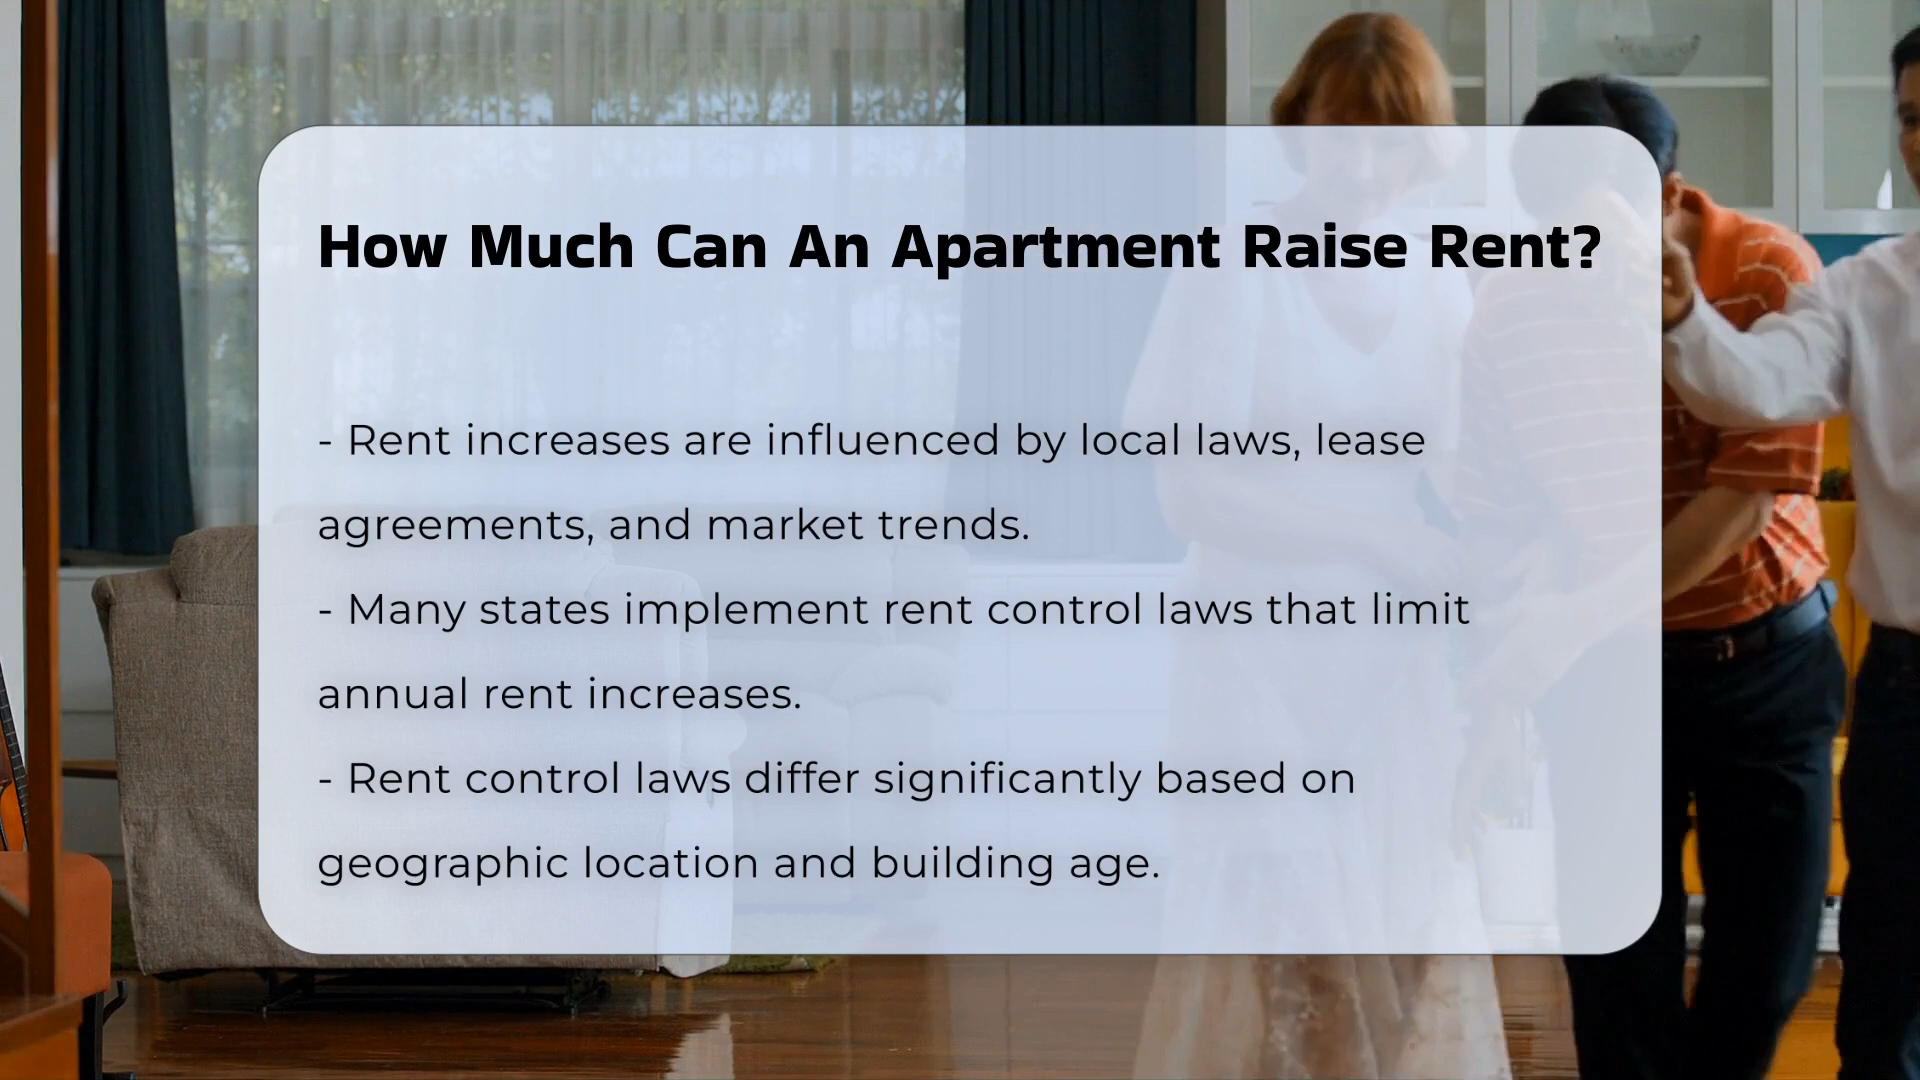 How Much Can An Apartment Raise Rent?
- Rent increases are influenced by local laws, lease
agreements, and market trends.
- Many states implement rent control laws that limit
annual rent increases.
- Rent control laws differ significantly based on
geographic location and building age.